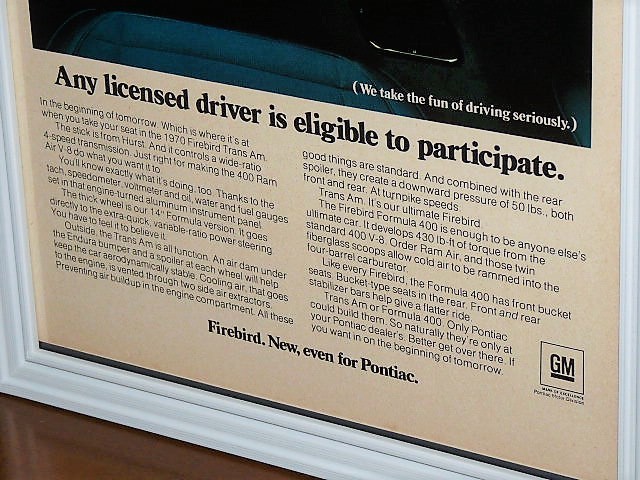 (We take the fun of driving seriously.)
Any licensed driver is eligible to participate.
In the beginning of tomorrow. Which is where it's at
when you take your seat in the 1970 Firebird Trans Am.
The stick is from Hurst. And it controls a wide-ratio
4-speed transmission. Just right for making the 400 Ram
Air V-8 do what you want it to.
You'll know exactly what it's doing, too. Thanks to the
tach, speedometer, voltmeter and oil, water and fuel gauges
set in that engine-turned aluminum instrument panel.
The thick wheel is our 14" Formula version. It goes
directly to the extra-quick, variable-ratio power steering.
You have to feel it to believe it.
Outside, the Trans Am is all function. An air dam under
the Endura bumper and a spoiler at each wheel will help
keep the car aerodynamically stable. Cooling air, that goes
to the engine, is vented through two side air extractors.
Preventing air buildup in the engine compartment. All these
good things are standard. And combined with the rear
spoiler, they create a downward pressure of 50 lbs., both
front and rear. At turnpike speeds.
Trans Am. It's our ultimate Firebird.
The Firebird Formula 400 is enough to be anyone else's
ultimate car. It develops 430 lb-ft of torque from the
standard 400 V-8. Order Ram Air, and those twin
fiberglass scoops allow cold air to be rammed into the
four-barrel carburetor.
Like every Firebird, the Formula 400 has front bucket
seats. Bucket-type seats in the rear. Front and rear
stabilizer bars help give a flatter ride.
Trans Am or Formula 400. Only Pontiac
could build them. So naturally they're only at
your Pontiac dealer's. Better get over there. If
you want in on the beginning of tomorrow.
Firebird. New, even for Pontiac.
GM
MARK OF EXCELLENCE
Pontiac Motor Division